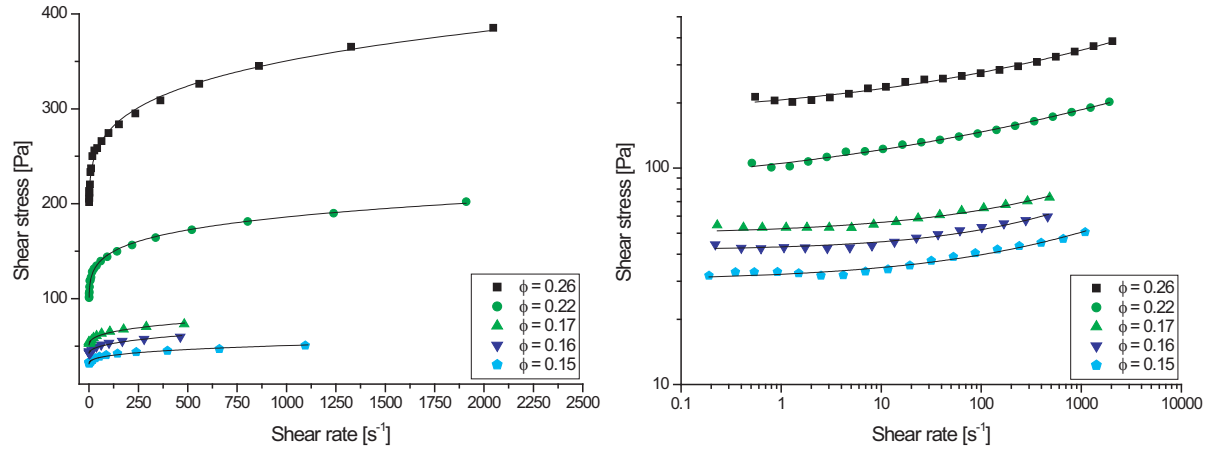 400
300
200
100
Shear stress [Pa]
ϕ = 0.26
ϕ = 0.22
ϕ = 0.17
ϕ = 0.16
ϕ = 0.15
0 250 500 750 1000 1250 1500 1750 2000 2250 2500
Shear rate [s⁻¹]
100
10
Shear stress [Pa]
ϕ = 0.26
ϕ = 0.22
ϕ = 0.17
ϕ = 0.16
ϕ = 0.15
0.1 1 10 100 1000 10000
Shear rate [s⁻¹]